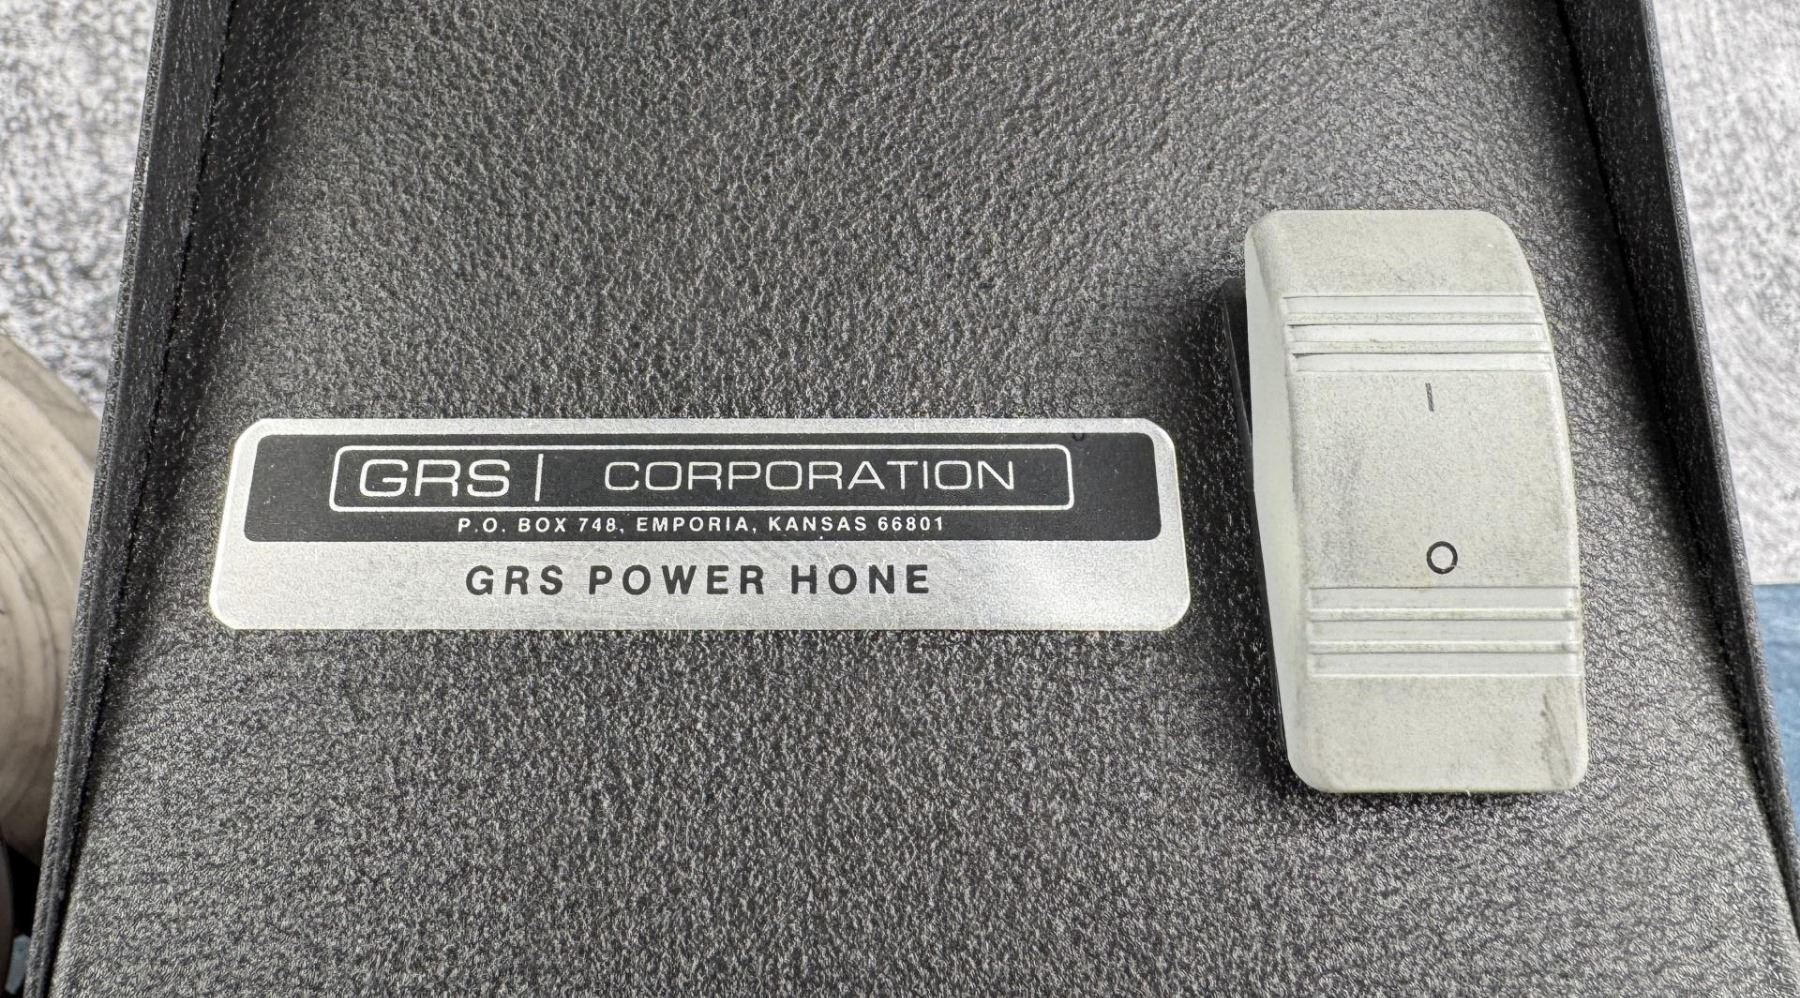 GRS | CORPORATION
P.O. BOX 748, EMPORIA, KANSAS 66801
GRS POWER HONE
I
O